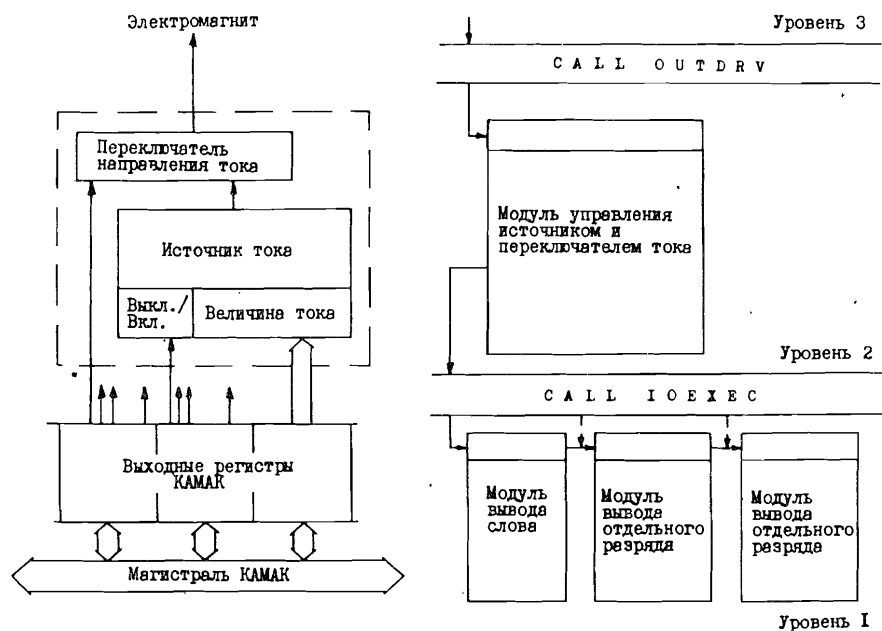 Электромагнит
Переключатель
направления тока
Источник тока
Выкл./
Вкл.
Величина тока
Выходные регистры
КАМАК
Магистраль КАМАК
Уровень 3
CALL OUTDRV
Модуль управления
источником и
переключателем тока
Уровень 2
CALL IOEXEC
Модуль
вывода
слова
Модуль
вывода
отдельного
разряда
Модуль
вывода
отдельного
разряда
Уровень I